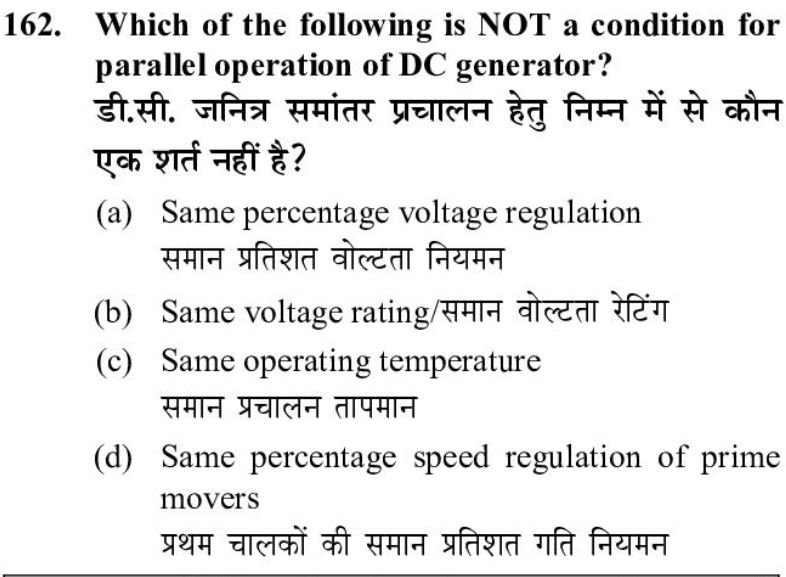 162. Which of the following is NOT a condition for
parallel operation of DC generator?
डी.सी. जनित्र समांतर प्रचालन हेतु निम्न में से कौन
एक शर्त नहीं है?
(a) Same percentage voltage regulation
समान प्रतिशत वोल्टता नियमन
(b) Same voltage rating/समान वोल्टता रेटिंग
(c) Same operating temperature
समान प्रचालन तापमान
(d) Same percentage speed regulation of prime
movers
प्रथम चालकों की समान प्रतिशत गति नियमन